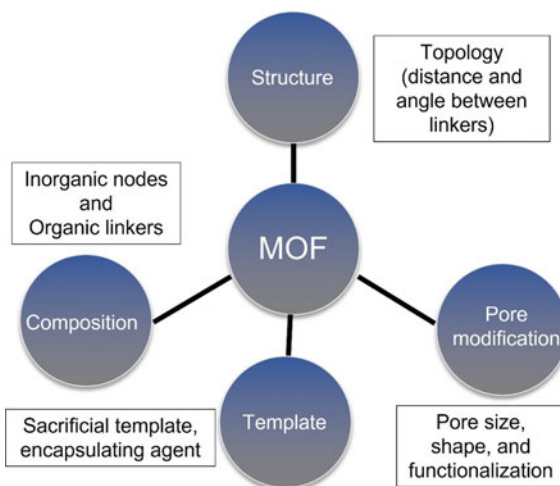 Structure
Topology
(distance and
angle between
linkers)
Inorganic nodes
and
Organic linkers
MOF
Composition
Pore
modification
Sacrificial template,
encapsulating agent
Template
Pore size,
shape, and
functionalization